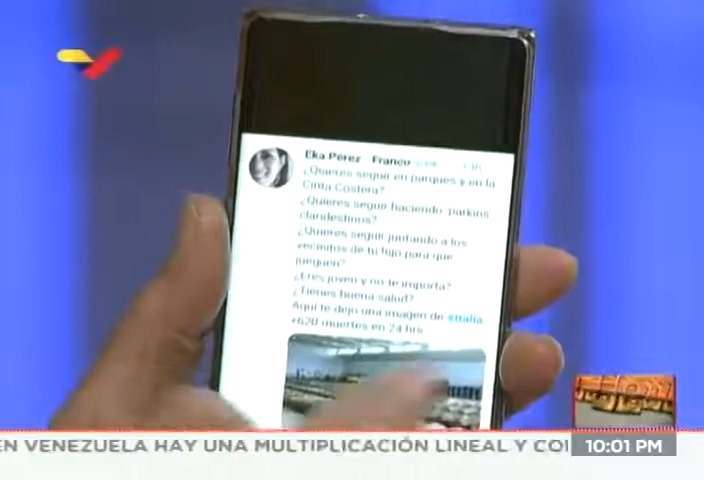 Eka Pérez - Franco
¿Quieres seguir en parques y en la
Cinta Costera?
¿Quieres seguir haciendo 'parkins'
clandestinos?
¿Quieres seguir juntando a los
vecinitos de tu hijo para que
jueguen?
¿Eres joven y no te importa?
¿Tienes buena salud?
Aquí te dejo una imagen de #Italia
+620 muertes en 24 hrs
EN VENEZUELA HAY UNA MULTIPLICACIÓN LINEAL Y
10:01 PM